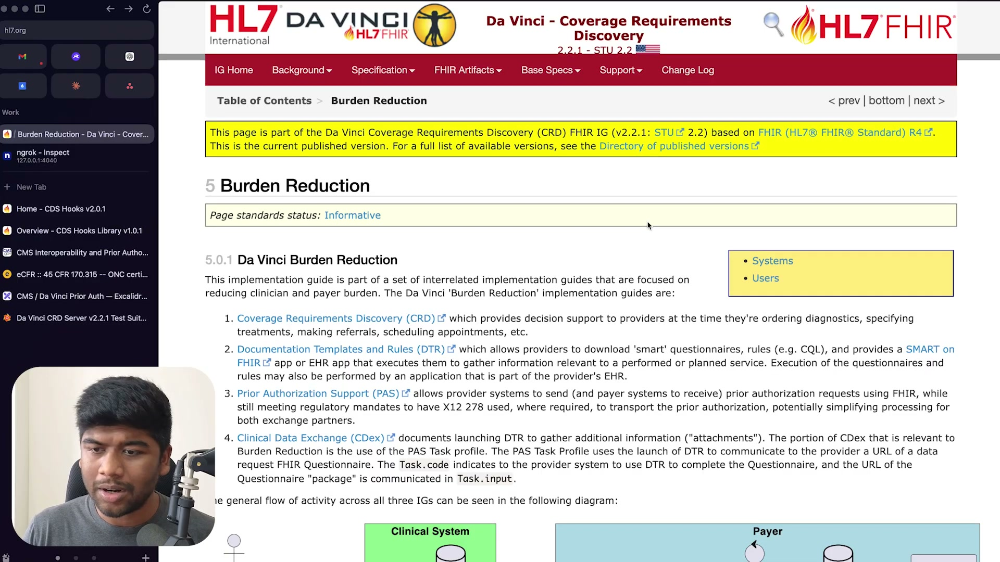 hl7.org
Work
Burden Reduction - Da Vinci - Cover...
ngrok - Inspect
127.0.0.1:4040
New Tab
Home - CDS Hooks v2.0.1
Overview - CDS Hooks Library v1.0.1
CMS Interoperability and Prior Autho...
eCFR :: 45 CFR 170.315 -- ONC certi...
CMS / Da Vinci Prior Auth — Excalidr...
Da Vinci CRD Server v2.2.1 Test Suit...
HL7®
International
DA VINCI
HL7 FHIR
Da Vinci - Coverage Requirements
Discovery
2.2.1 - STU 2.2
HL7® FHIR®
IG Home Background Specification FHIR Artifacts Base Specs Support Change Log
Table of Contents > Burden Reduction
< prev | bottom | next >
This page is part of the Da Vinci Coverage Requirements Discovery (CRD) FHIR IG (v2.2.1: STU 2.2) based on FHIR (HL7® FHIR® Standard) R4.
This is the current published version. For a full list of available versions, see the Directory of published versions
5 Burden Reduction
Page standards status: Informative
5.0.1 Da Vinci Burden Reduction
• Systems
• Users
This implementation guide is part of a set of interrelated implementation guides that are focused on
reducing clinician and payer burden. The Da Vinci 'Burden Reduction' implementation guides are:
1. Coverage Requirements Discovery (CRD) which provides decision support to providers at the time they're ordering diagnostics, specifying
treatments, making referrals, scheduling appointments, etc.
2. Documentation Templates and Rules (DTR) which allows providers to download 'smart' questionnaires, rules (e.g. CQL), and provides a SMART on
FHIR app or EHR app that executes them to gather information relevant to a performed or planned service. Execution of the questionnaires and
rules may also be performed by an application that is part of the provider's EHR.
3. Prior Authorization Support (PAS) allows provider systems to send (and payer systems to receive) prior authorization requests using FHIR, while
still meeting regulatory mandates to have X12 278 used, where required, to transport the prior authorization, potentially simplifying processing for
both exchange partners.
4. Clinical Data Exchange (CDex) documents launching DTR to gather additional information ("attachments"). The portion of CDex that is relevant to
Burden Reduction is the use of the PAS Task profile. The PAS Task Profile uses the launch of DTR to communicate to the provider a URL of a data
request FHIR Questionnaire. The Task.code indicates to the provider system to use DTR to complete the Questionnaire, and the URL of the
Questionnaire "package" is communicated in Task.input.
general flow of activity across all three IGs can be seen in the following diagram:
Clinical System
Payer